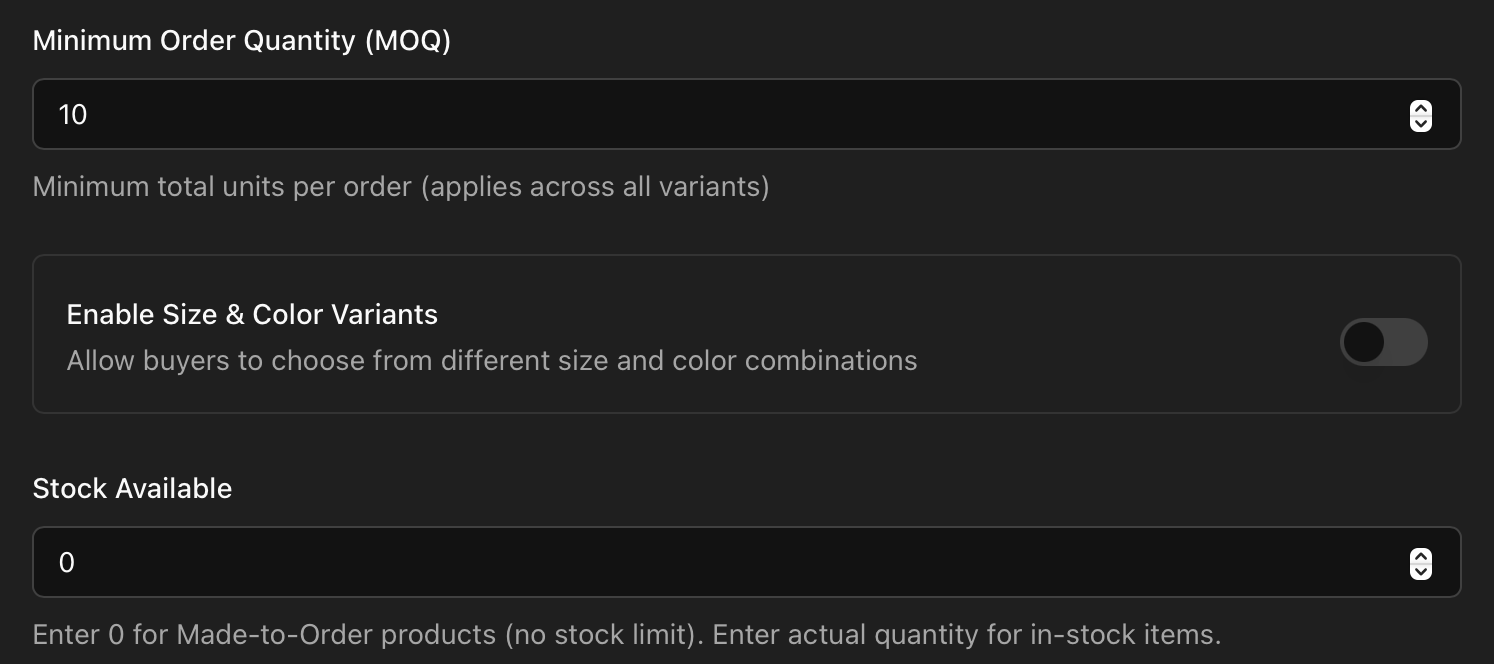 Minimum Order Quantity (MOQ)
10
Minimum total units per order (applies across all variants)
Enable Size & Color Variants
Allow buyers to choose from different size and color combinations
Stock Available
0
Enter 0 for Made-to-Order products (no stock limit). Enter actual quantity for in-stock items.